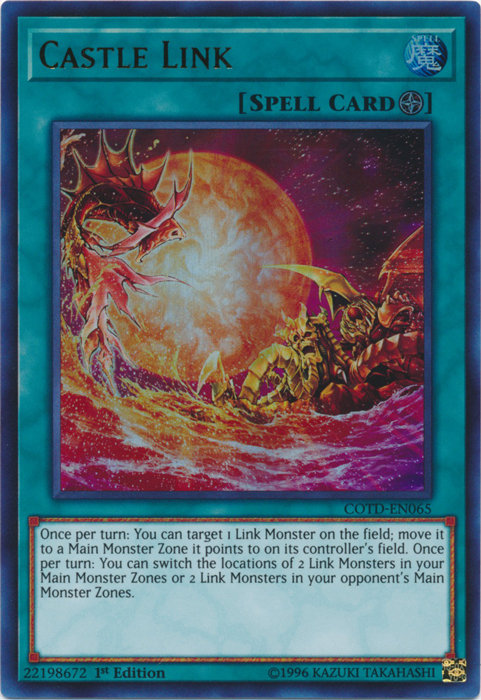 CASTLE LINK
SPELL
魔
[SPELL CARD]
COTD-EN065
Once per turn: You can target 1 Link Monster on the field; move it
to a Main Monster Zone it points to on its controller's field. Once
per turn: You can switch the locations of 2 Link Monsters in your
Main Monster Zones or 2 Link Monsters in your opponent's Main
Monster Zones.
22198672 1st Edition ©1996 KAZUKI TAKAHASHI